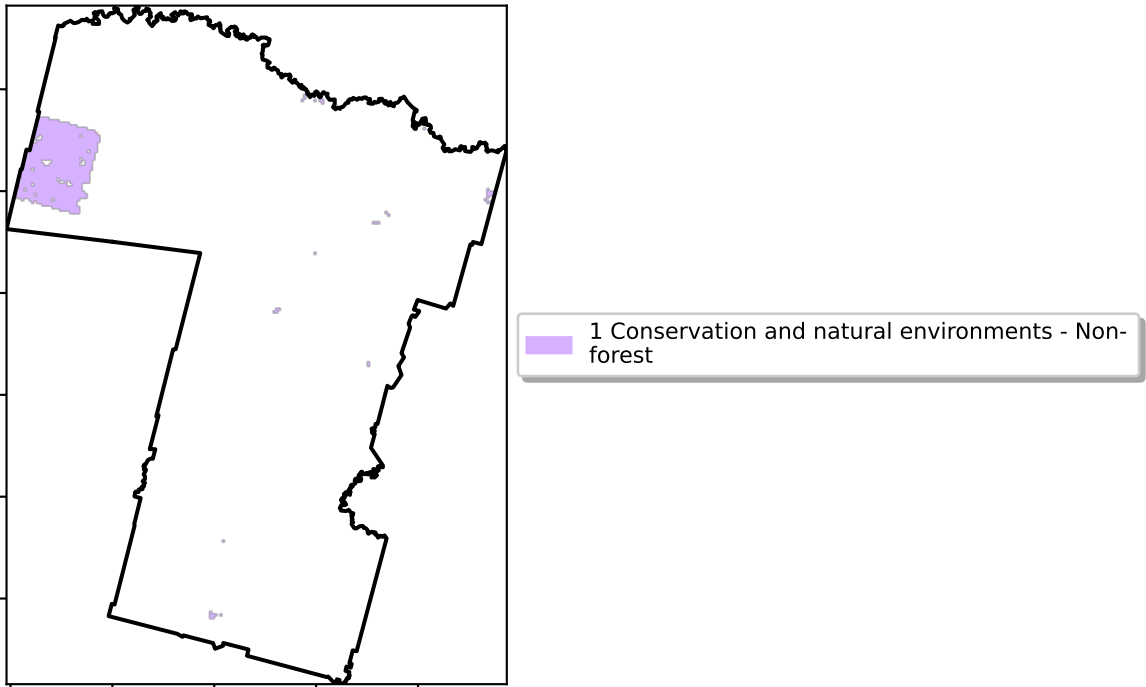 1 Conservation and natural environments - Non-
forest